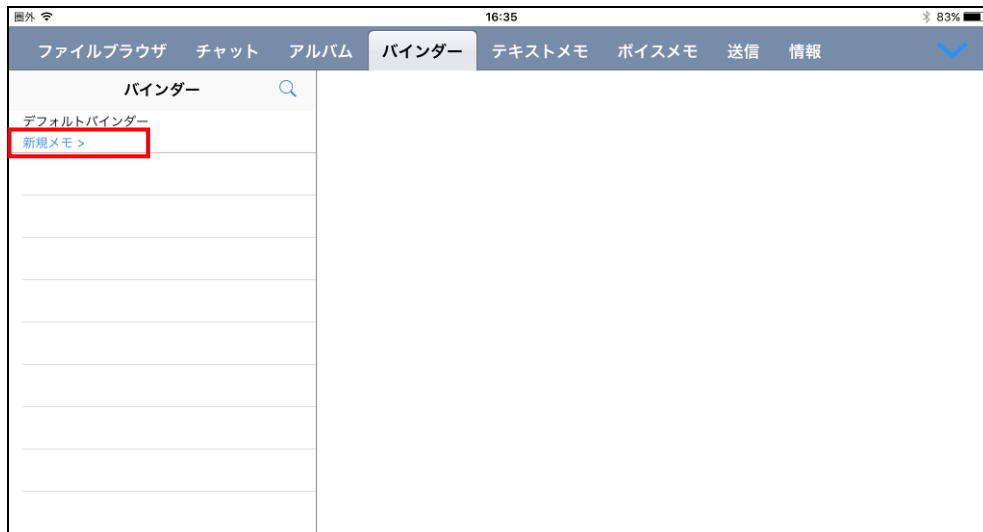 圏外 16:35 83%
ファイルブラウザ チャット アルバム バインダー テキストメモ ボイスメモ 送信 情報
バインダー
デフォルトバインダー
新規メモ >